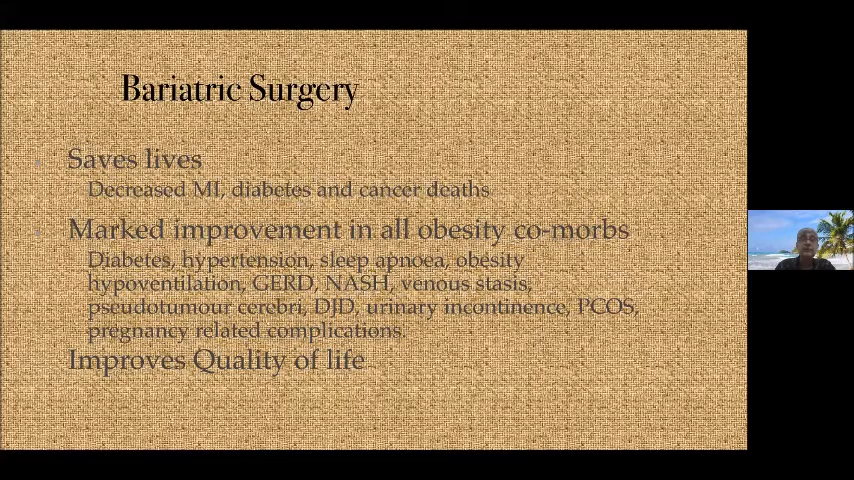 Bariatric Surgery
Saves lives
Decreased MI, diabetes and cancer deaths
Marked improvement in all obesity co-morbs
Diabetes, hypertension, sleep apnoea, obesity
hypoventilation, GERD, NASH, venous stasis,
pseudotumour cerebri, DJD, urinary incontinence, PCOS,
pregnancy related complications.
Improves Quality of life